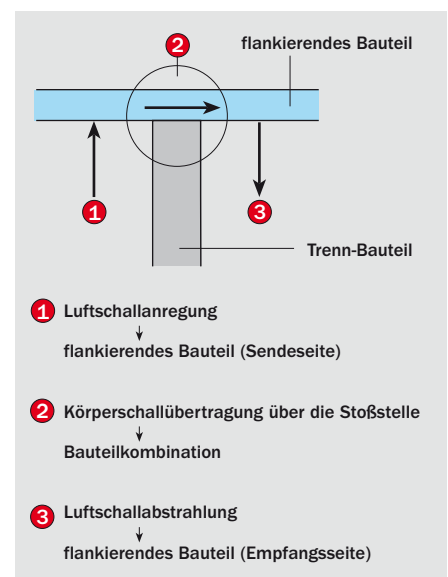 2
flankierendes Bauteil
1
3
Trenn-Bauteil
1 Luftschallanregung
flankierendes Bauteil (Sendeseite)
2 Körperschallübertragung über die Stoßstelle
Bauteilkombination
3 Luftschallabstrahlung
flankierendes Bauteil (Empfangsseite)